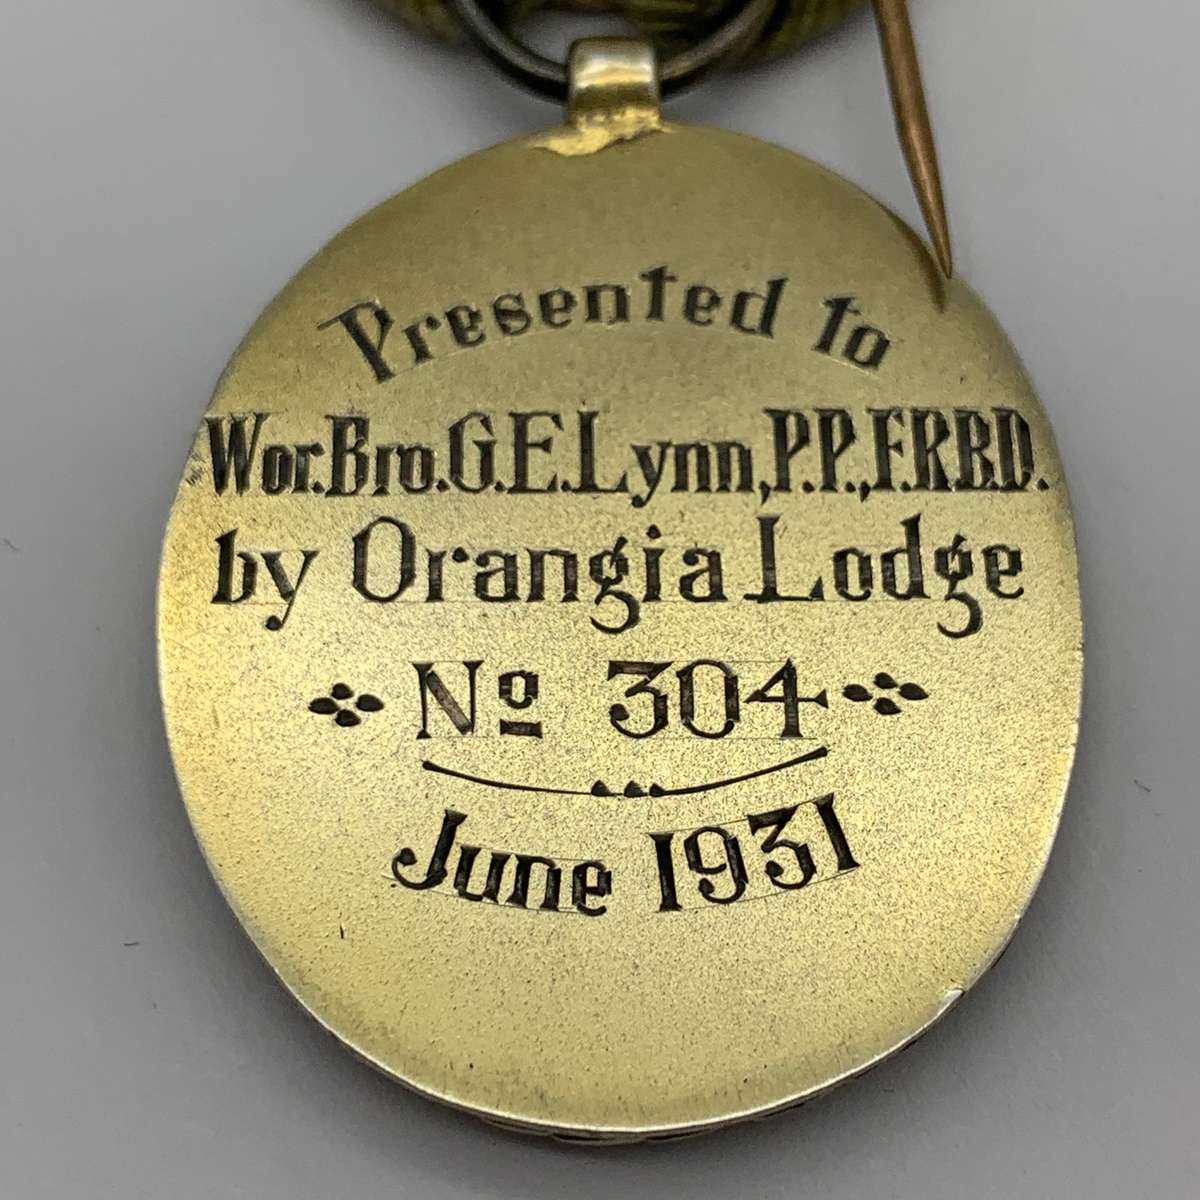 Presented to
Wor. Bro. G. E. Lynn, P.P., F.R.B.D.
by Orangia Lodge
Nº 304
June 1931